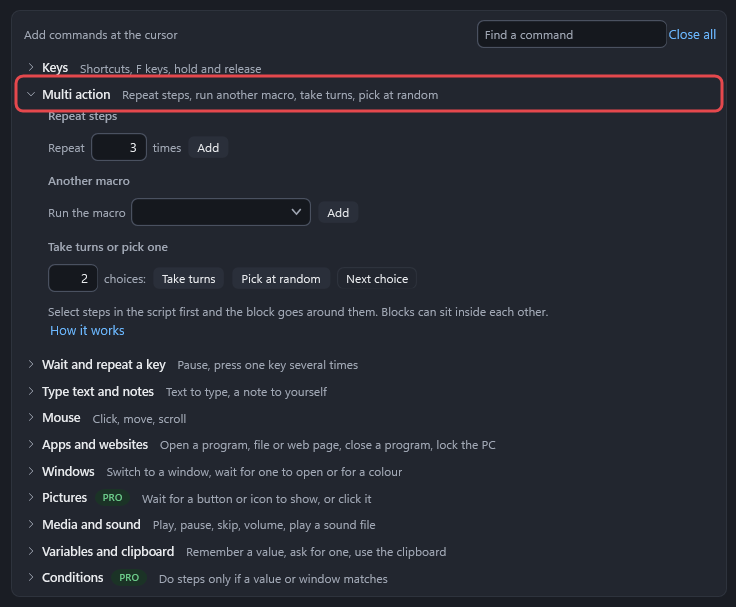 Add commands at the cursor Find a command Close all
Keys Shortcuts, F keys, hold and release
Multi action Repeat steps, run another macro, take turns, pick at random
Repeat steps
Repeat 3 times Add
Another macro
Run the macro Add
Take turns or pick one
2 choices: Take turns Pick at random Next choice
Select steps in the script first and the block goes around them. Blocks can sit inside each other.
How it works
Wait and repeat a key Pause, press one key several times
Type text and notes Text to type, a note to yourself
Mouse Click, move, scroll
Apps and websites Open a program, file or web page, close a program, lock the PC
Windows Switch to a window, wait for one to open or for a colour
Pictures PRO Wait for a button or icon to show, or click it
Media and sound Play, pause, skip, volume, play a sound file
Variables and clipboard Remember a value, ask for one, use the clipboard
Conditions PRO Do steps only if a value or window matches